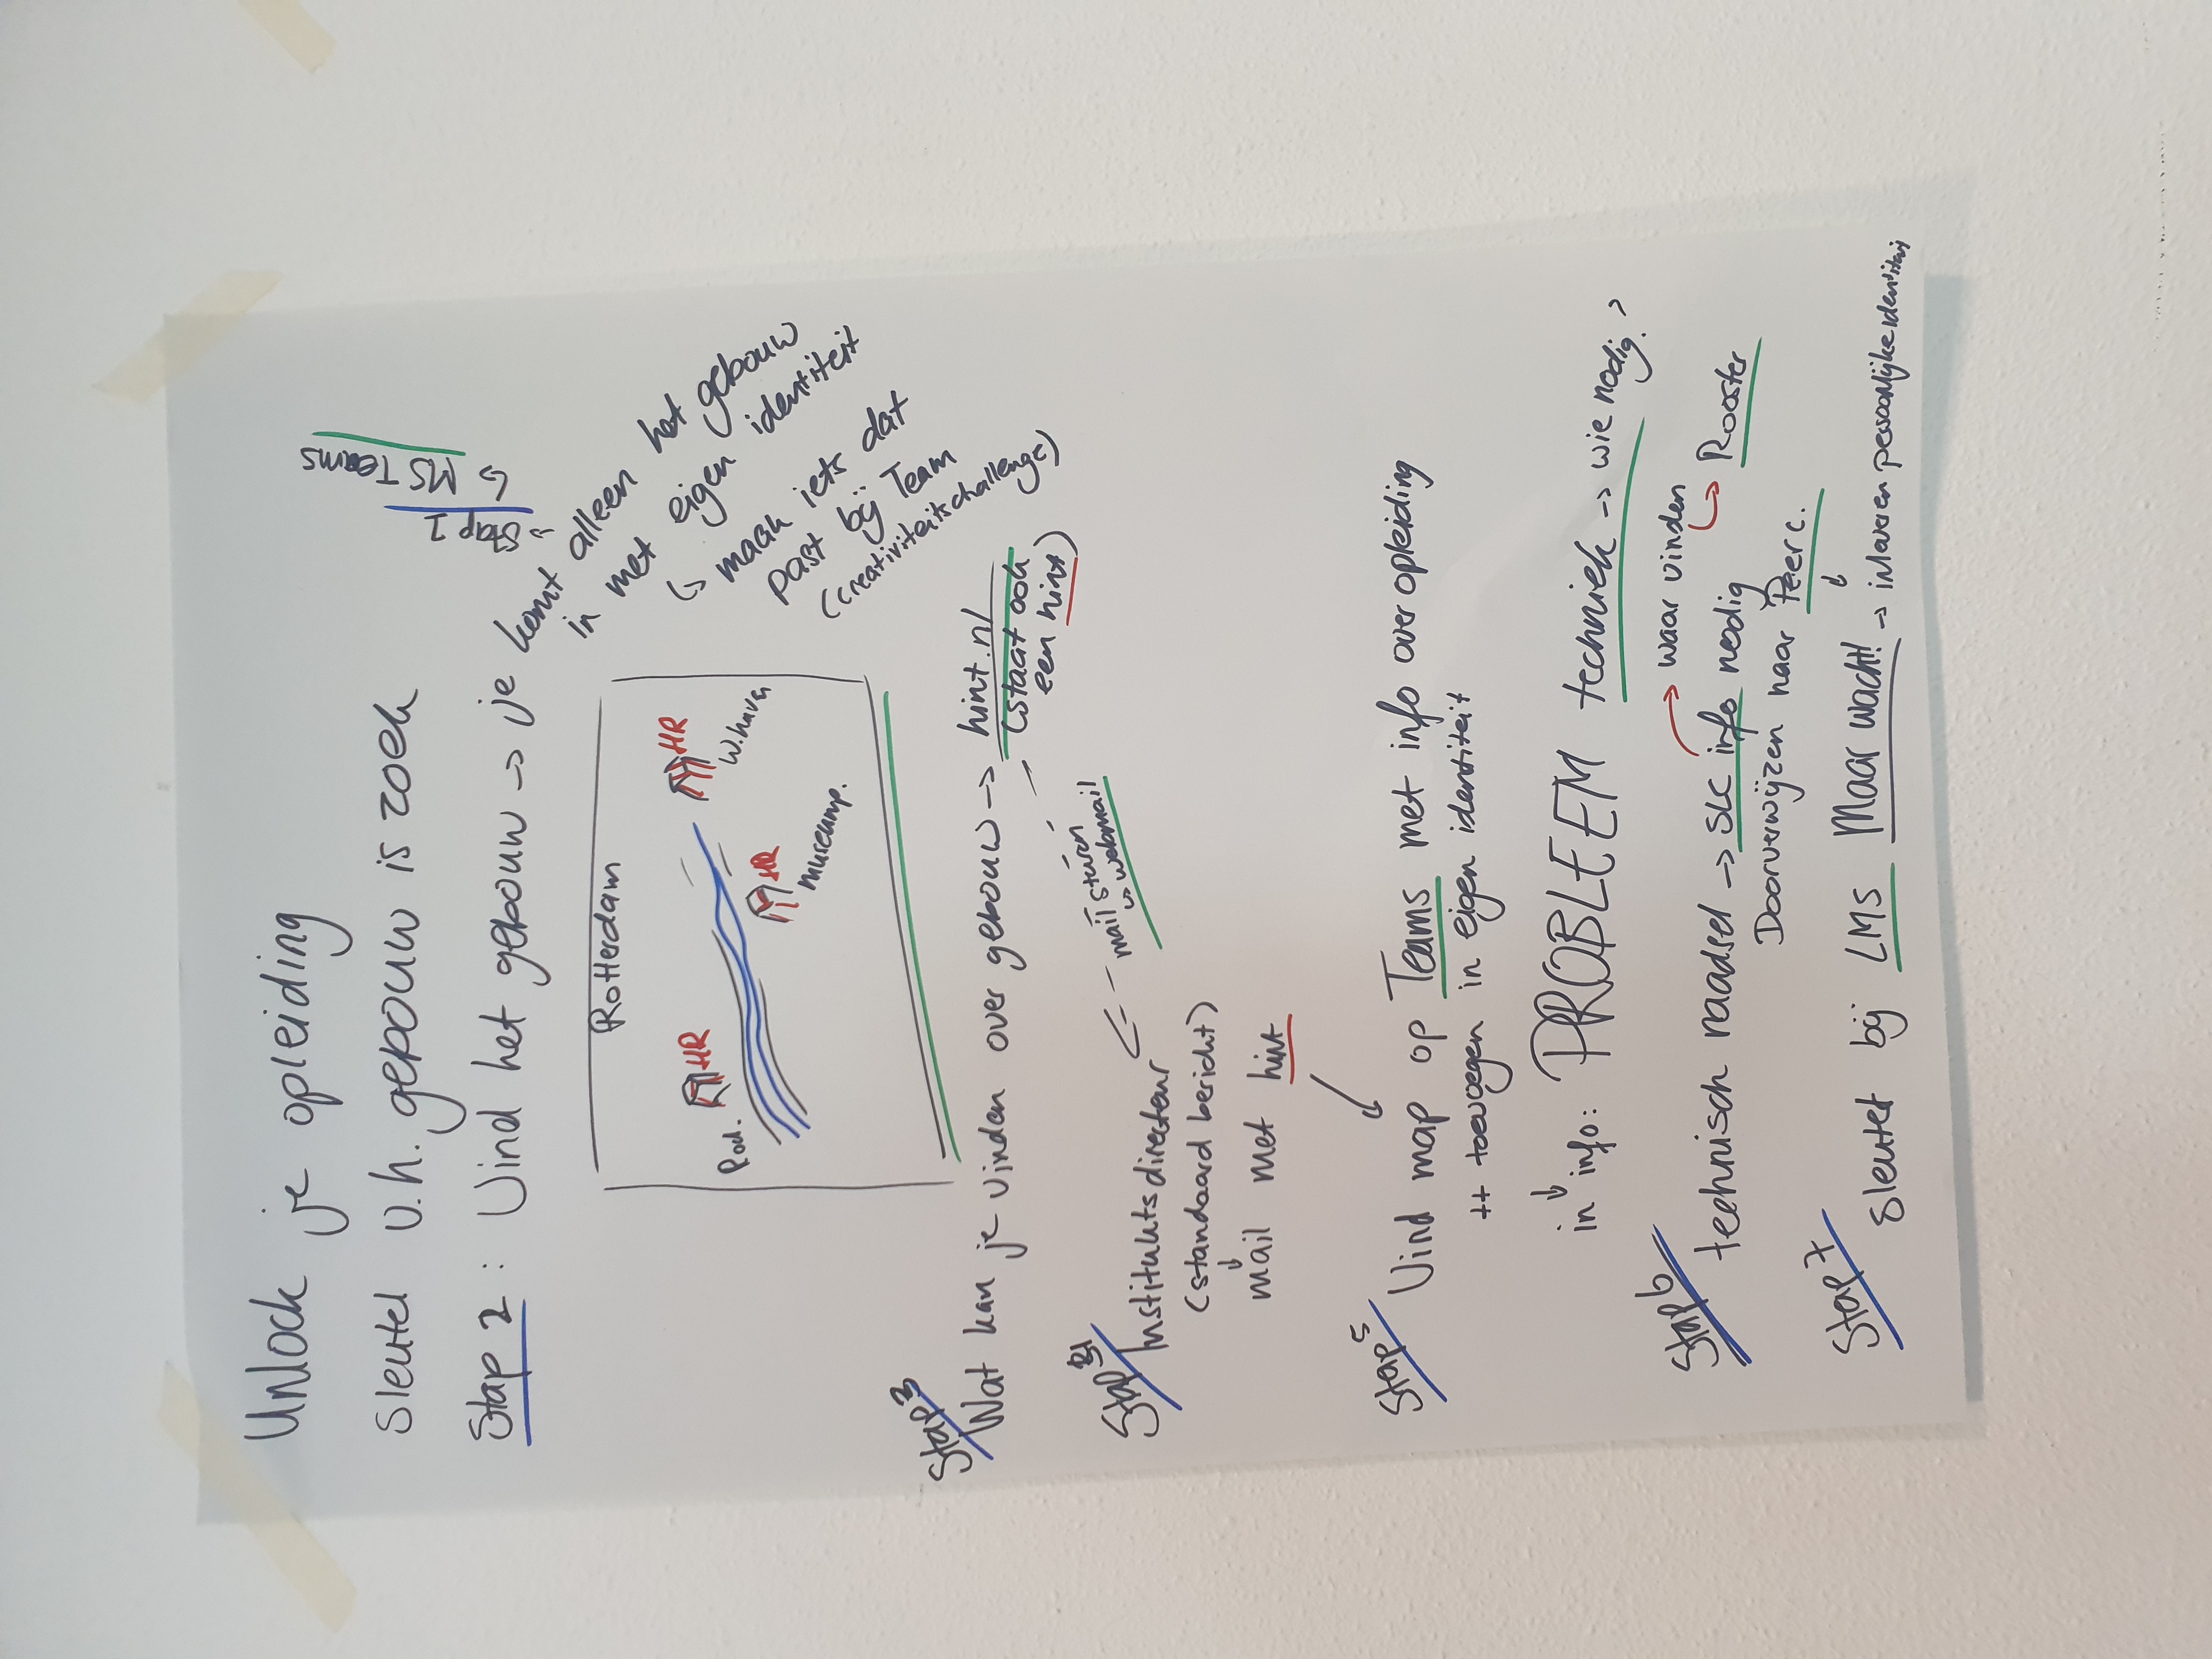 Unlock je opleiding
Sleutel v.h. gebouw is zoek
Stap 2 : Vind het gebouw -> je komt alleen het gebouw
in met eigen identiteit
-> Stap 1
↳ MS Teams
↳ maak iets dat
past bij Team
(creativiteitschallenge)
Rotterdam
HR
HR
Rod.
W.haven
HR
museump.
Stap 3
Wat kan je vinden over gebouw -> hint.nl
(staat ook
een hint)
mail sturen
↳ webmail
Stap
Instituutsdirecteur
(standaard bericht)
↓
mail met hint
Stap 5
Vind map op Teams met info over opleiding
++ toevoegen in eigen identiteit
↓
in info: PROBLEEM techniek -> wie nodig?
Stap 6
waar vinden
technisch raadsel -> SLC info nodig
Rooster
Doorverwijzen naar Peer c.
↓
Stap 7
Sleutel bij LMS Maar wacht! -> inleveren persoonlijke identiteit